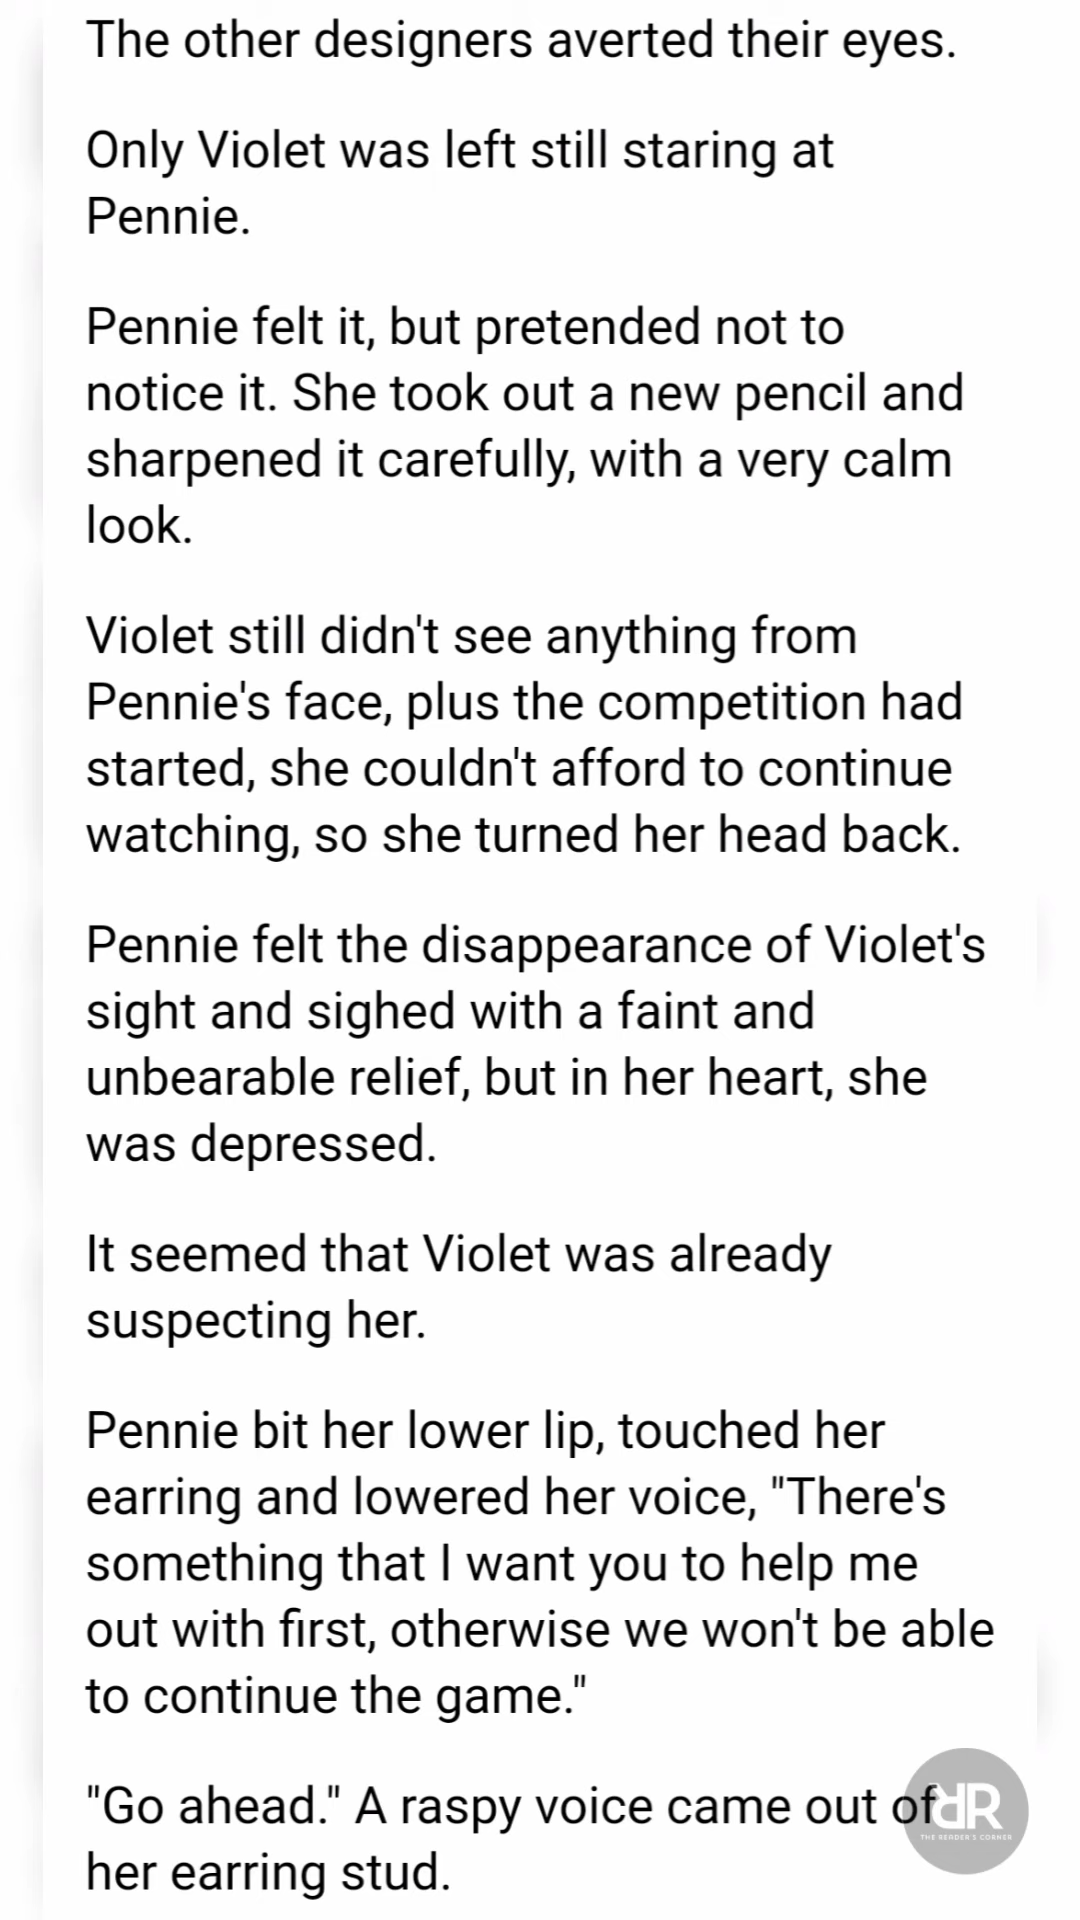 The other designers averted their eyes.
Only Violet was left still staring at
Pennie.
Pennie felt it, but pretended not to
notice it. She took out a new pencil and
sharpened it carefully, with a very calm
look.
Violet still didn't see anything from
Pennie's face, plus the competition had
started, she couldn't afford to continue
watching, so she turned her head back.
Pennie felt the disappearance of Violet's
sight and sighed with a faint and
unbearable relief, but in her heart, she
was depressed.
It seemed that Violet was already
suspecting her.
Pennie bit her lower lip, touched her
earring and lowered her voice, "There's
something that I want you to help me
out with first, otherwise we won't be able
to continue the game."
"Go ahead." A raspy voice came out of
her earring stud.
RR
THE READER'S CORNER